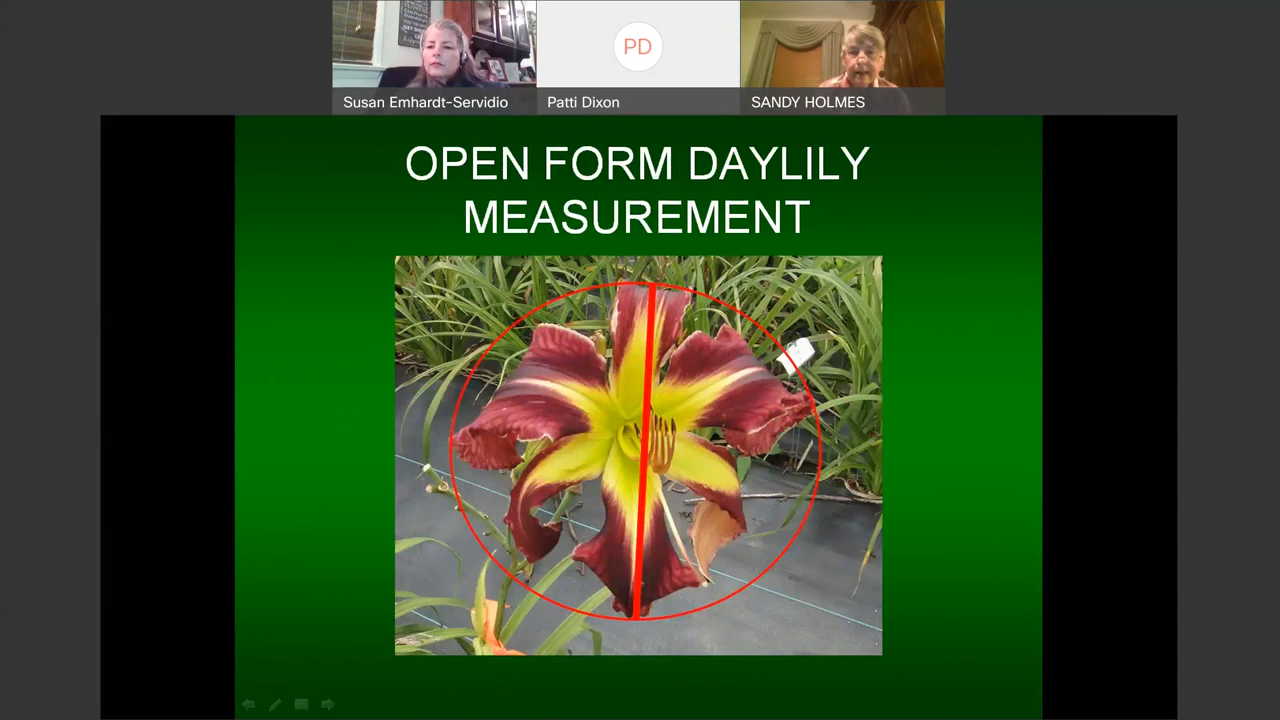 PD
Susan Emhardt-Servidio
Patti Dixon
SANDY HOLMES
OPEN FORM DAYLILY
MEASUREMENT